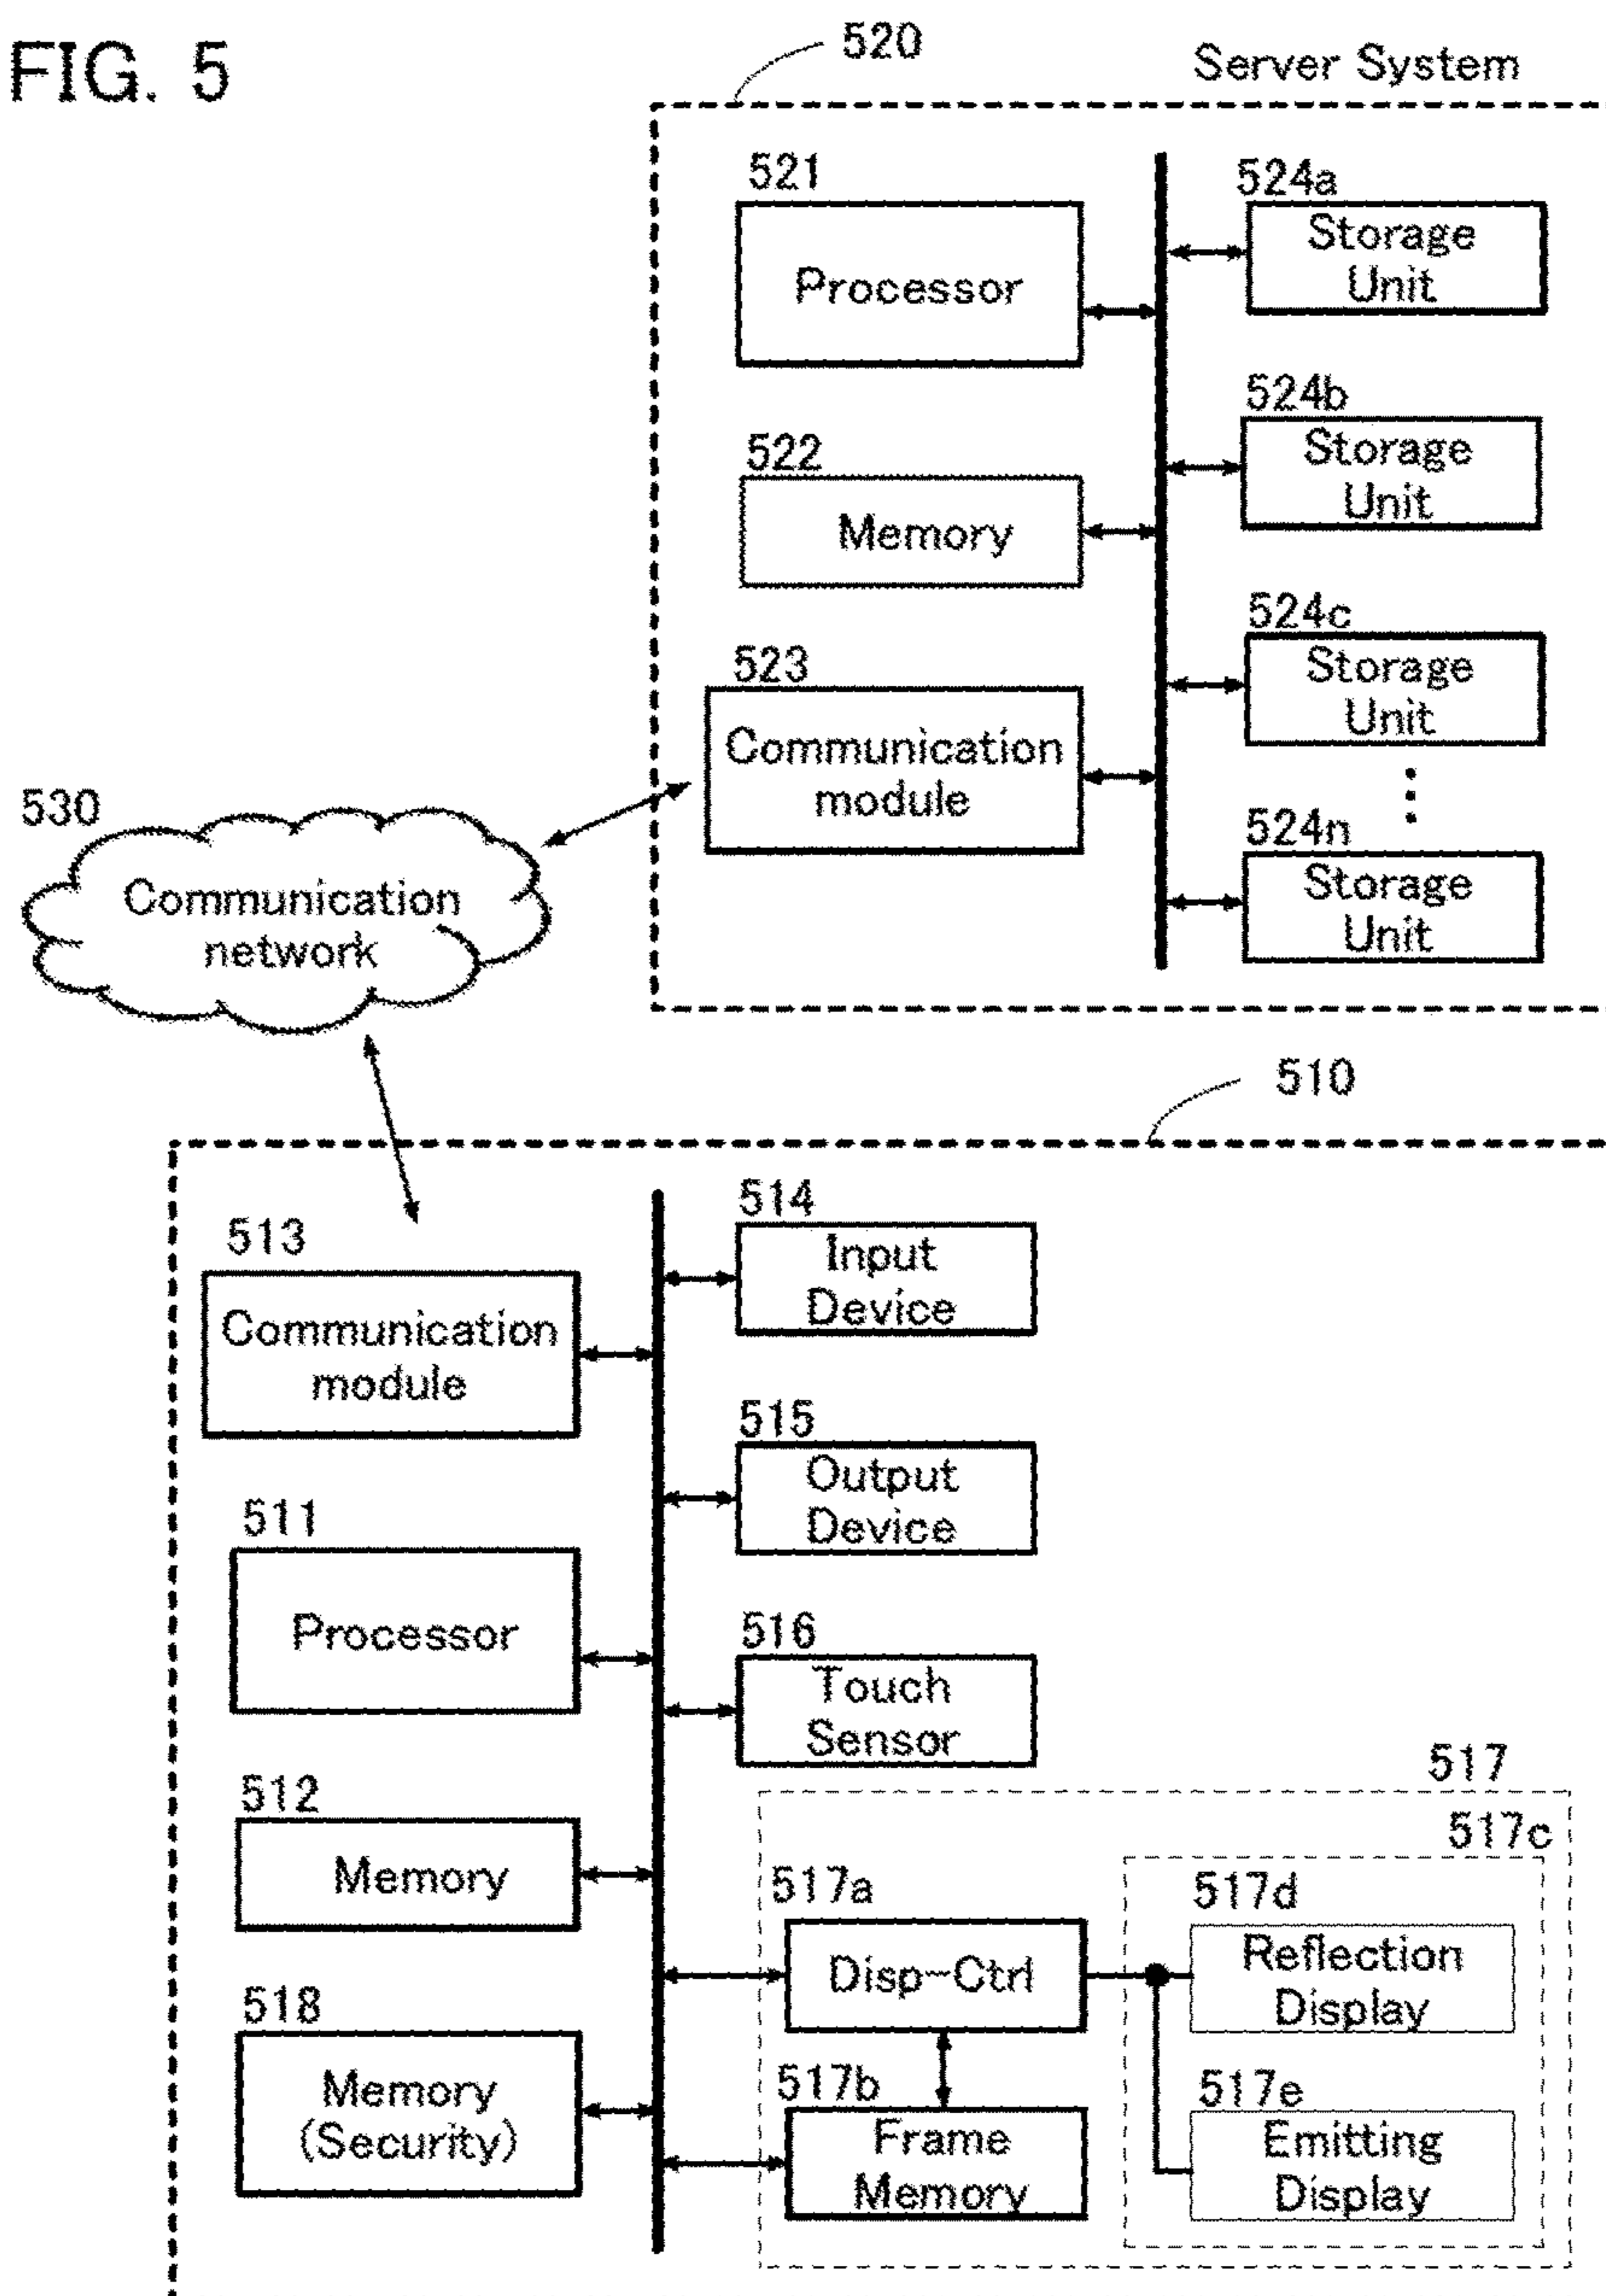 FIG. 5
520
Server System
521
Processor
522
Memory
523
Communication
module
524a
Storage
Unit
524b
Storage
Unit
524c
Storage
Unit
524n
Storage
Unit
530
Communication
network
510
513
Communication
module
511
Processor
512
Memory
518
Memory
(Security)
514
Input
Device
515
Output
Device
516
Touch
Sensor
517
517c
517a
Disp-Ctrl
517b
Frame
Memory
517d
Reflection
Display
517e
Emitting
Display